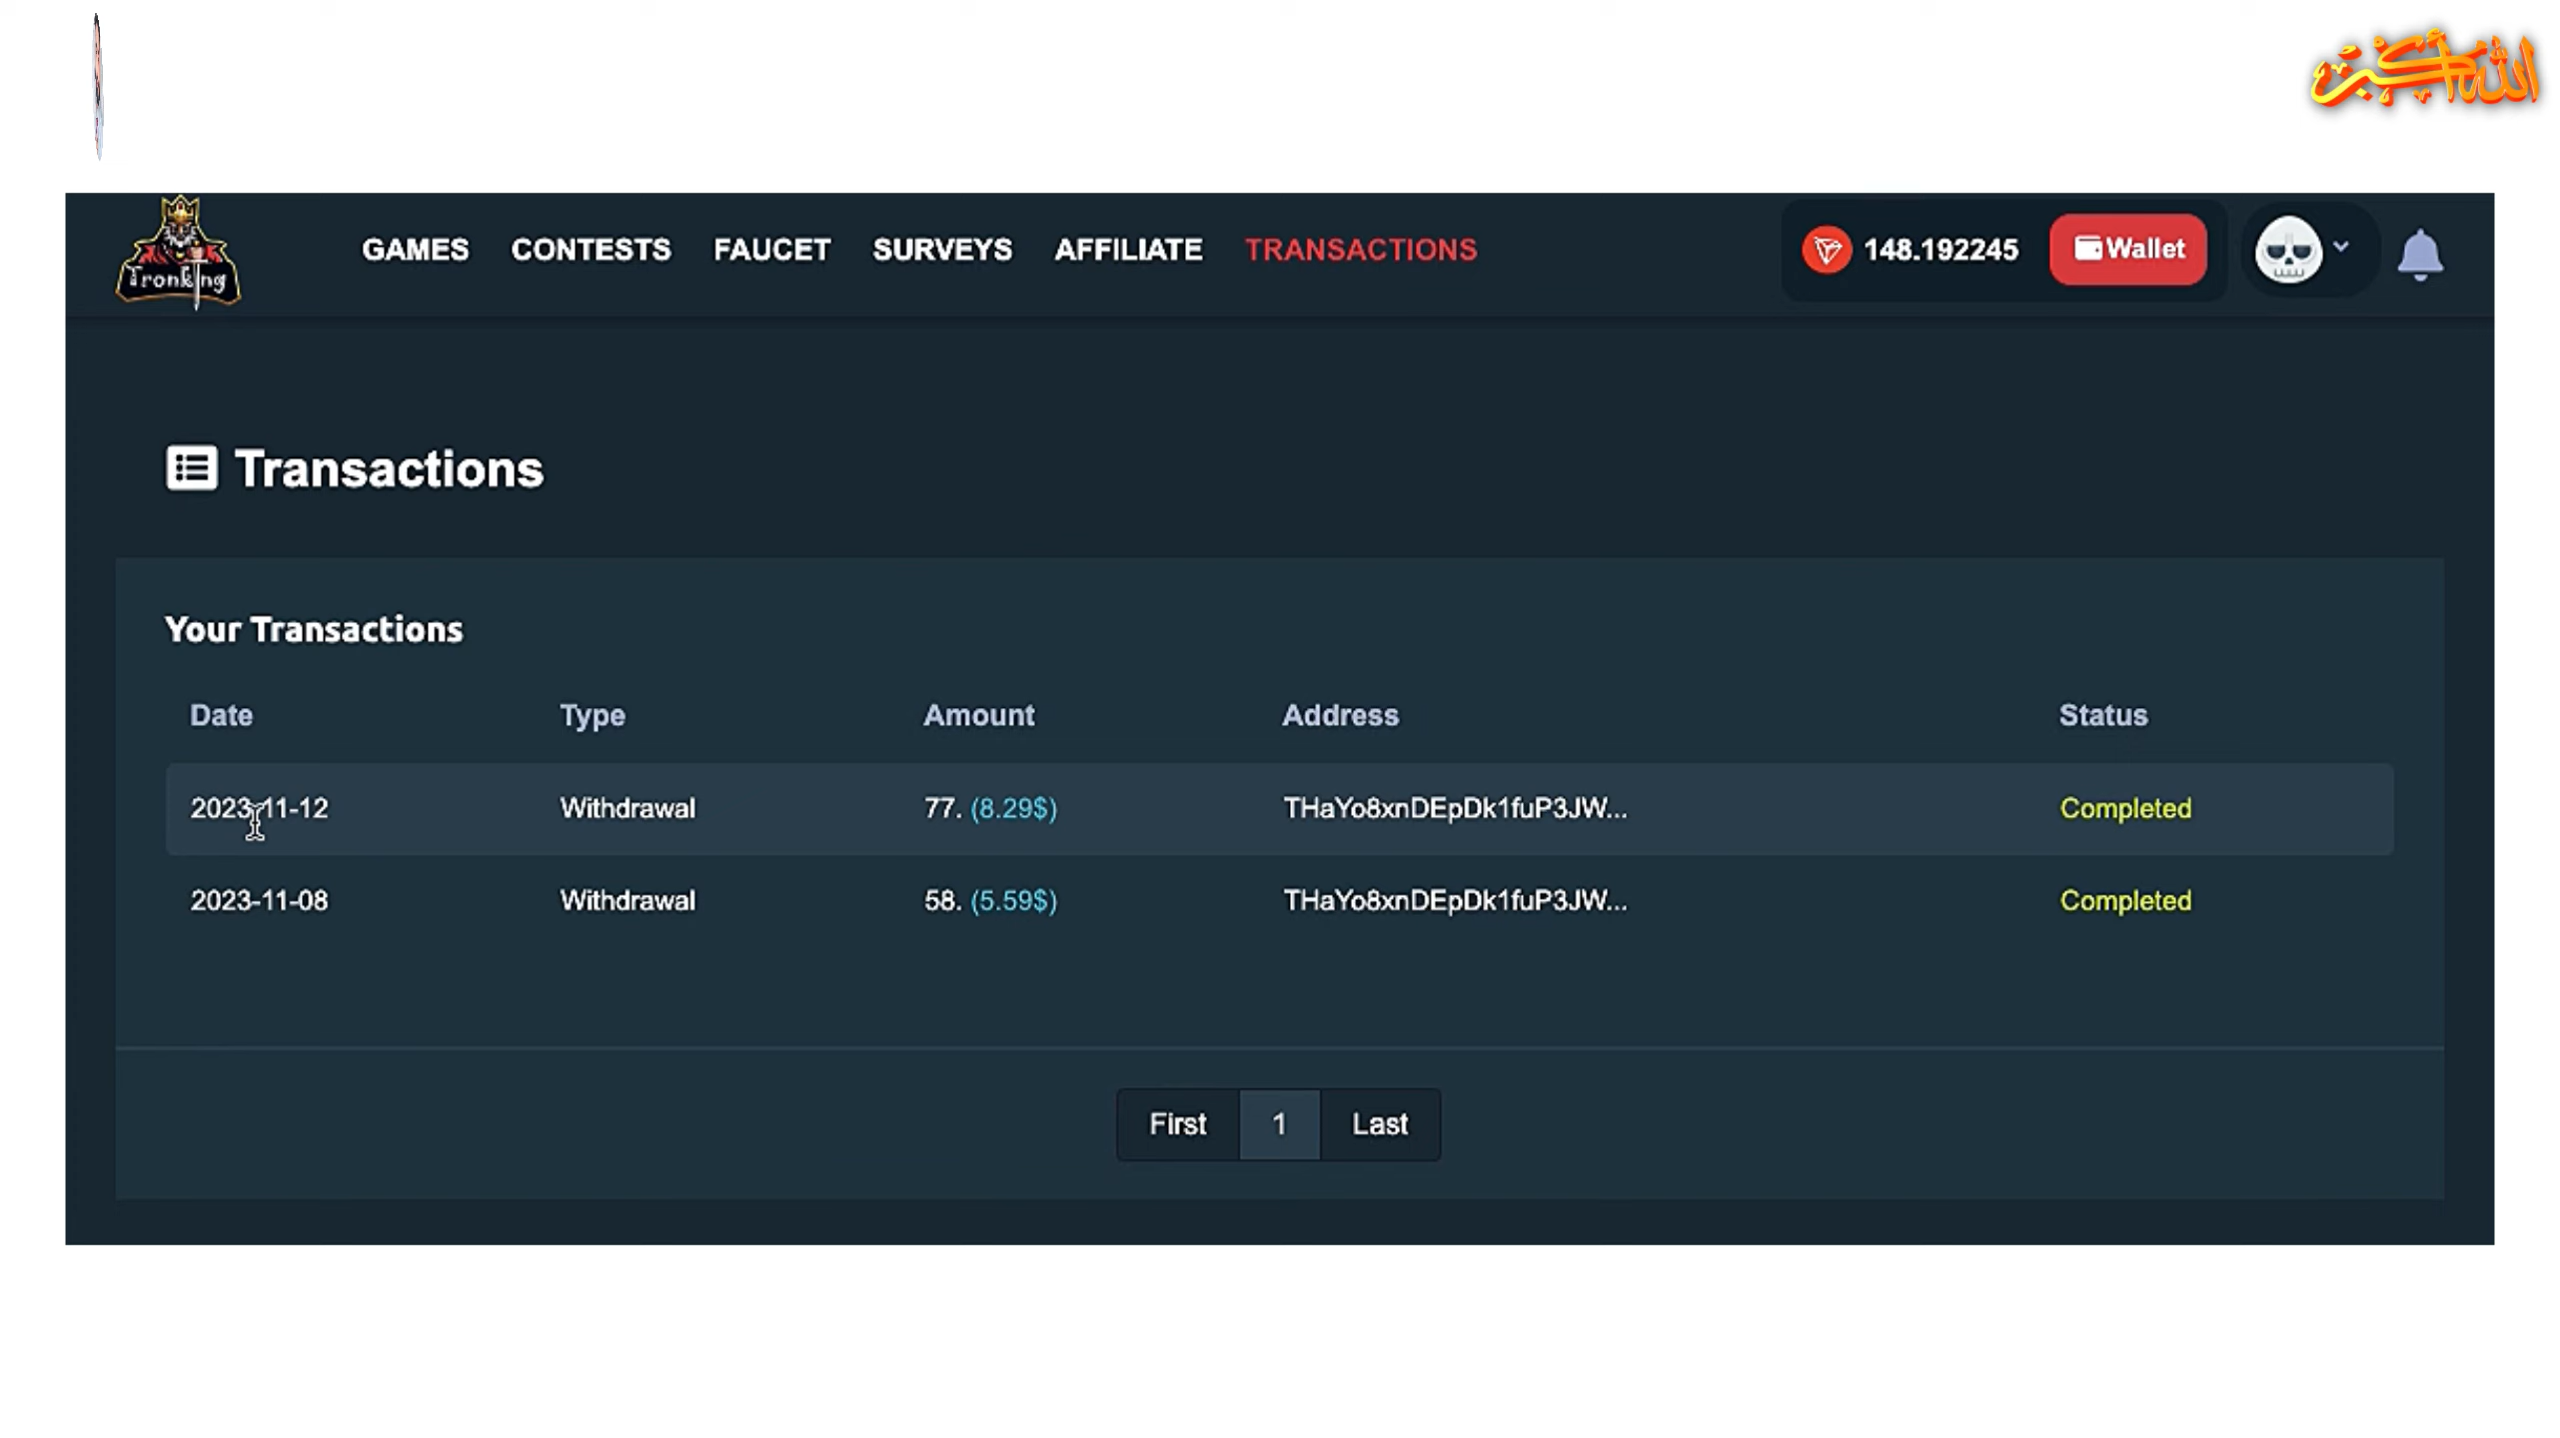 الله أكبر
TronkIng
GAMES CONTESTS FAUCET SURVEYS AFFILIATE TRANSACTIONS 148.192245 Wallet
Transactions
Your Transactions
Date Type Amount Address Status
2023-11-12 Withdrawal 77. (8.29$) THaYo8xnDEpDk1fuP3JW... Completed
2023-11-08 Withdrawal 58. (5.59$) THaYo8xnDEpDk1fuP3JW... Completed
First 1 Last